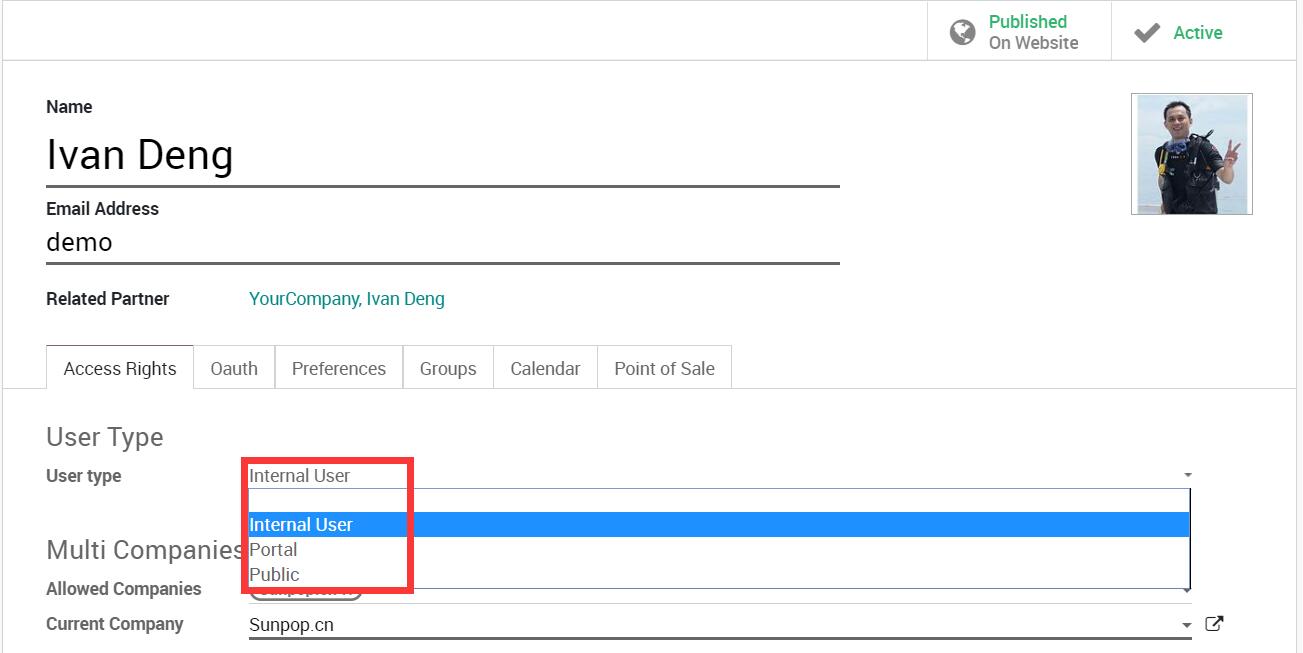 Published
On Website
Active
Name
Ivan Deng
Email Address
demo
Related Partner
YourCompany, Ivan Deng
Access Rights
Oauth
Preferences
Groups
Calendar
Point of Sale
User Type
User type
Internal User
Internal User
Portal
Public
Multi Companies
Allowed Companies
Current Company
Sunpop.cn